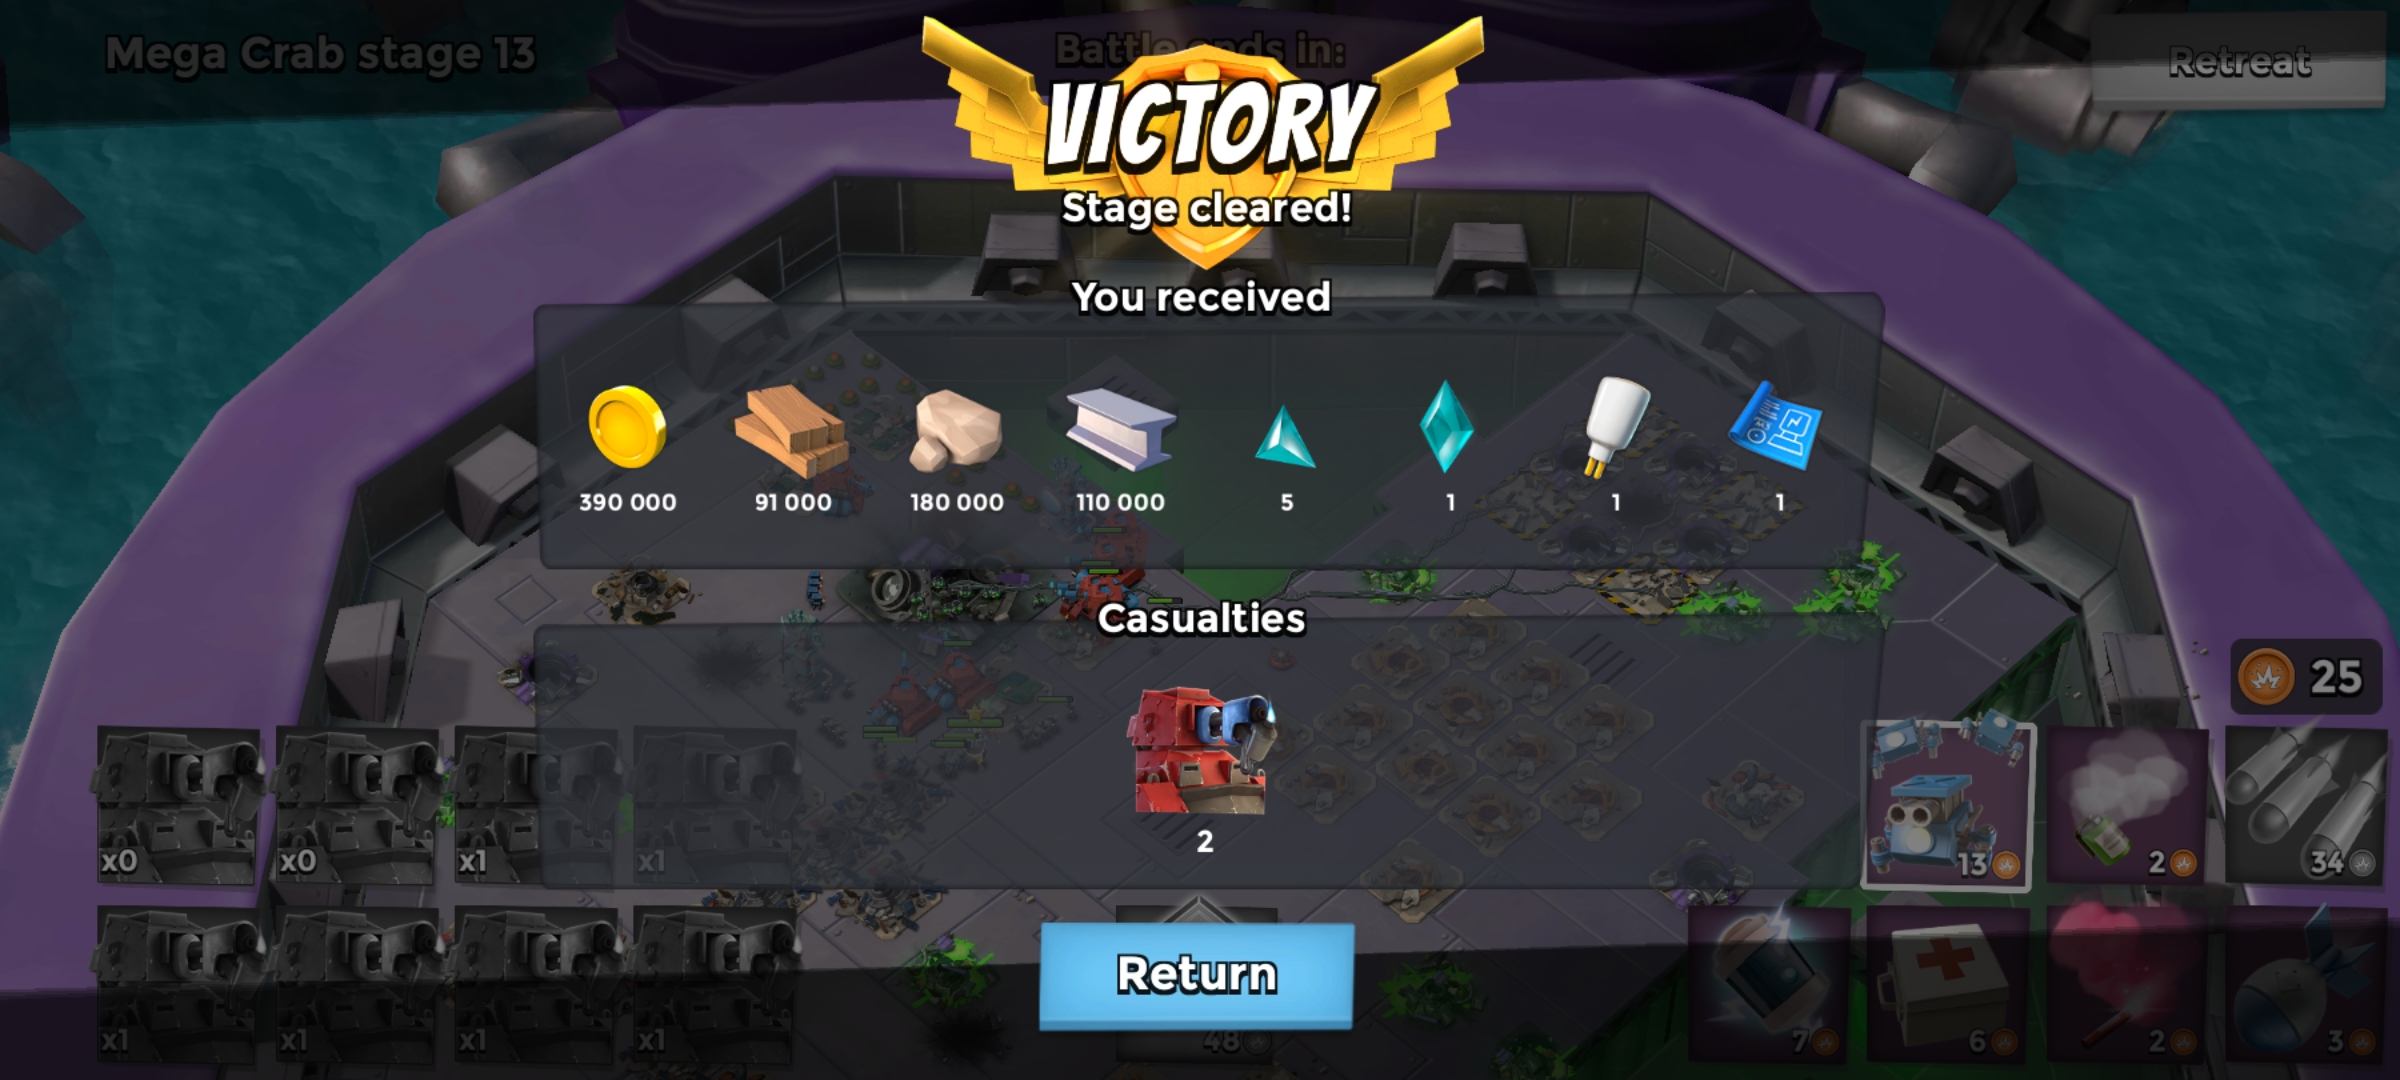 Mega Crab stage 13
Battle ends in:
Retreat
VICTORY
Stage cleared!
You received
390 000
91 000
180 000
110 000
5
1
1
1
Casualties
2
25
x0
x0
x1
x1
13
2
34
x1
x1
x1
x1
Return
48
7
6
2
3